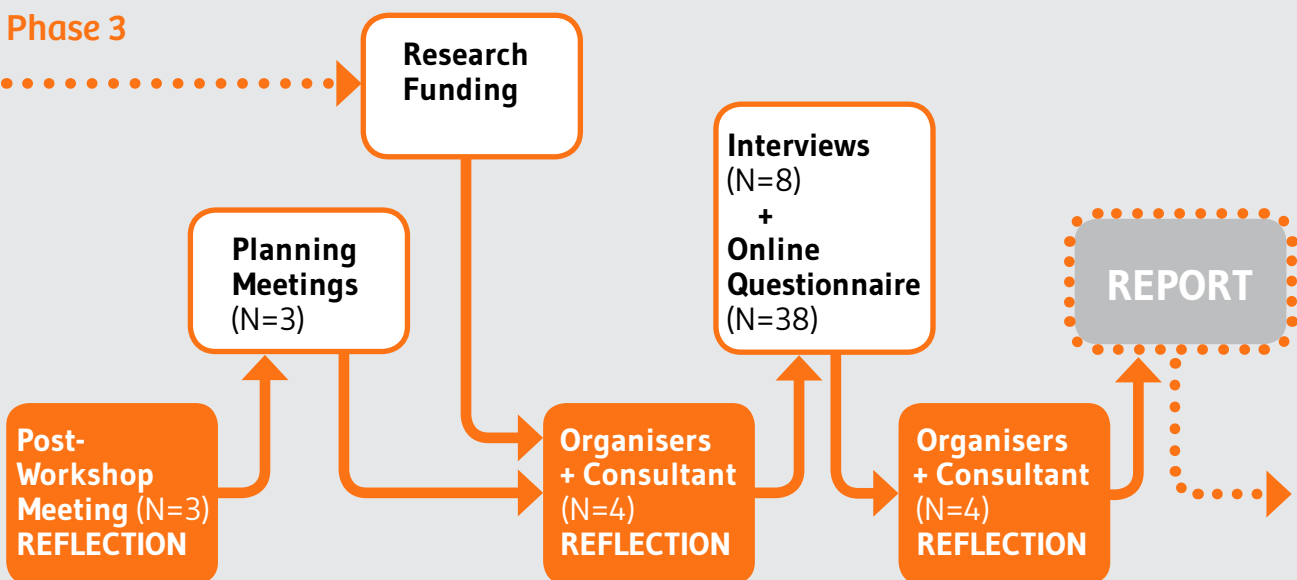 Phase 3
Research
Funding
Planning
Meetings
(N=3)
Interviews
(N=8)
+
Online
Questionnaire
(N=38)
REPORT
Post-
Workshop
Meeting (N=3)
REFLECTION
Organisers
+ Consultant
(N=4)
REFLECTION
Organisers
+ Consultant
(N=4)
REFLECTION